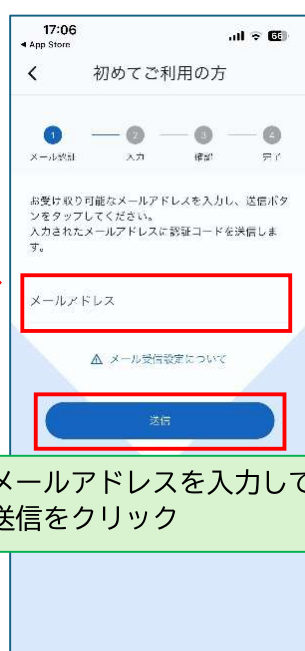 17:06
App Store
66
初めてご利用の方
1
2
3
4
メール認証
入力
確認
完了
お受け取り可能なメールアドレスを入力し、送信ボタ
ンをタップしてください。
入力されたメールアドレスに認証コードを送信しま
す。
メールアドレス
メール受信設定について
送信
メールアドレスを入力して
送信をクリック